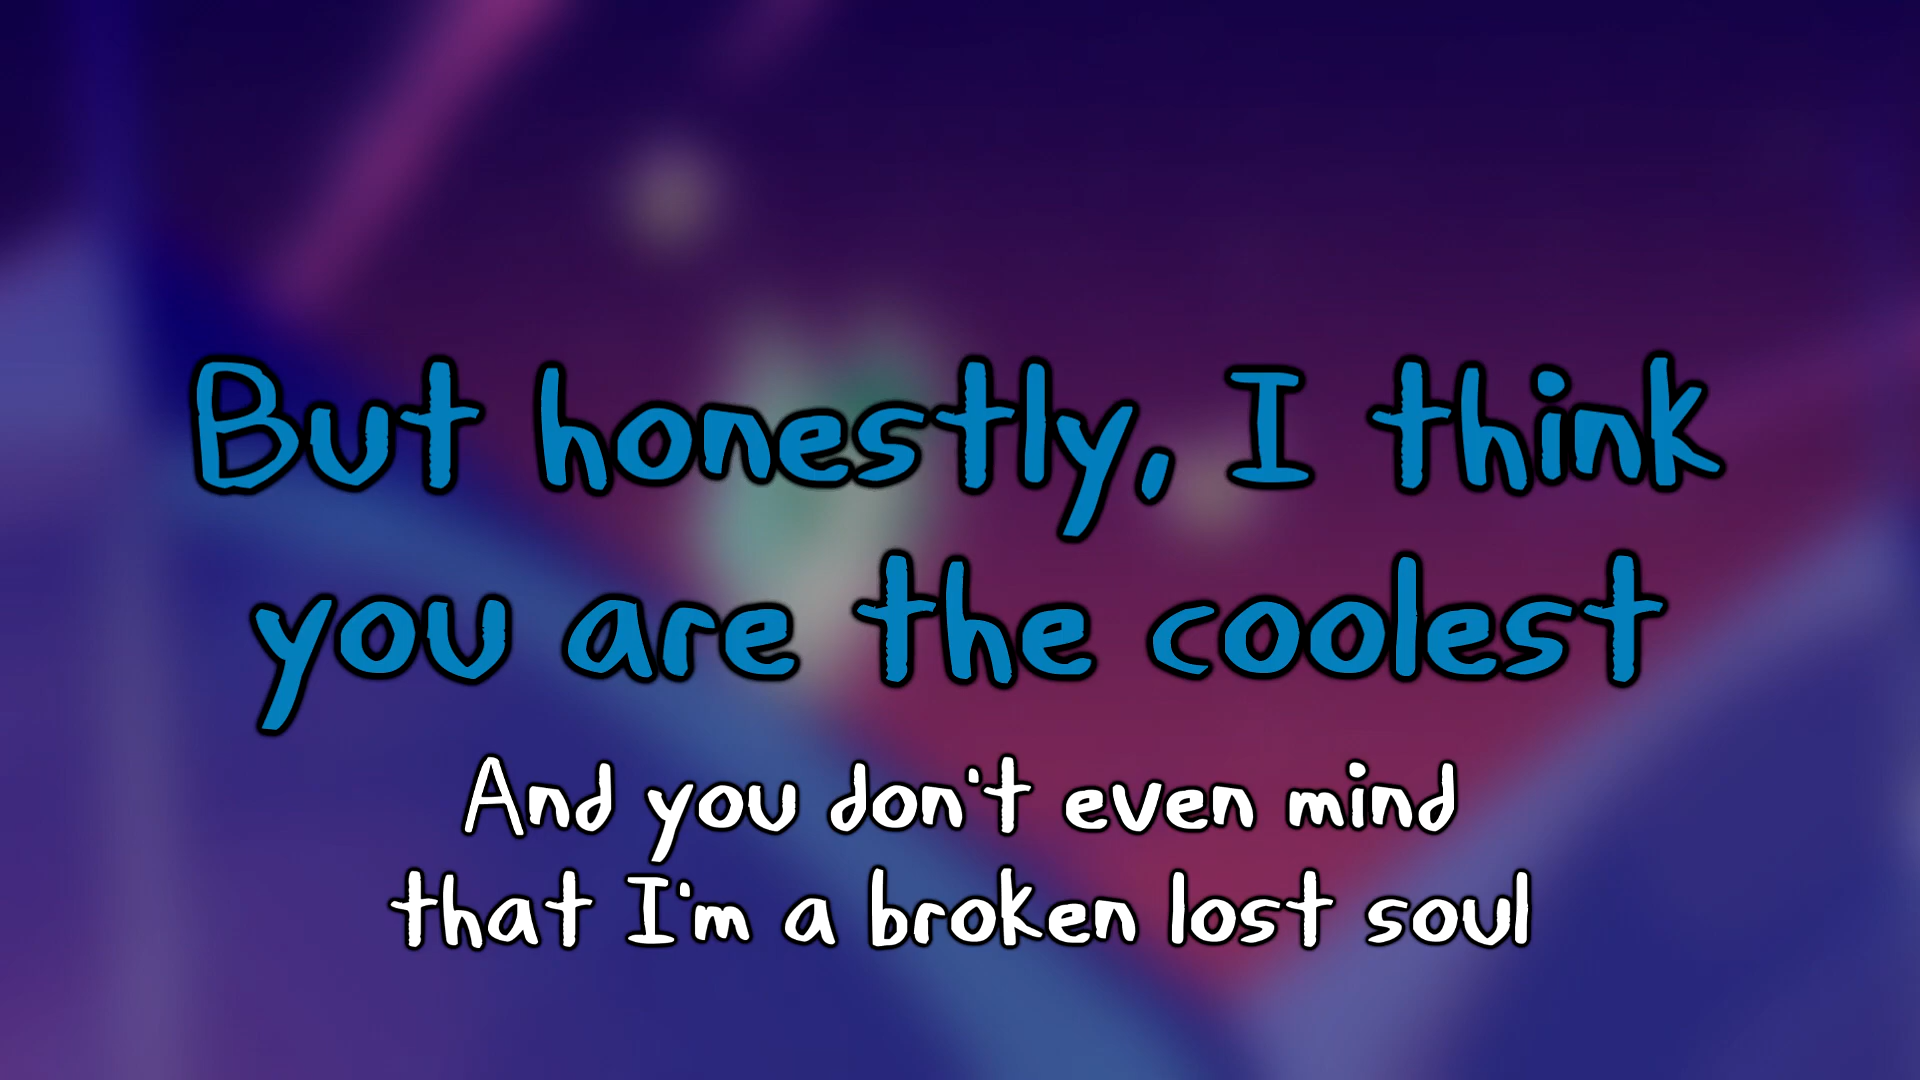 But honestly, I think
you are the coolest
And you don't even mind
that I'm a broken lost soul